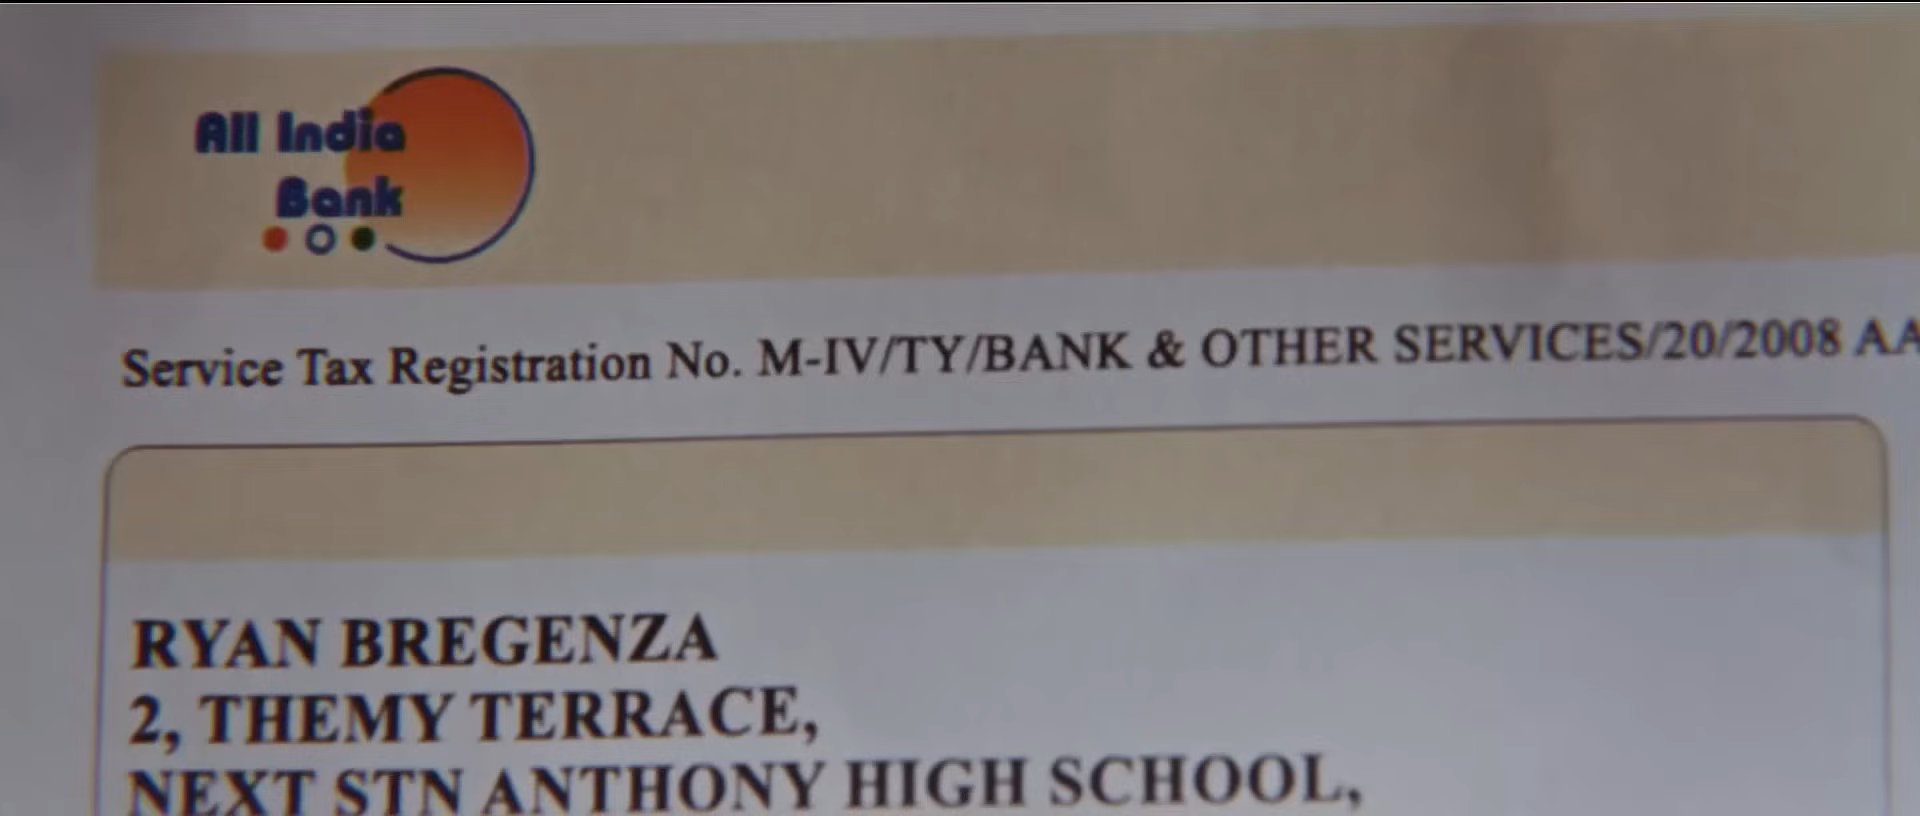 All India
Bank
Service Tax Registration No. M-IV/TY/BANK & OTHER SERVICES/20/2008 AA
RYAN BREGENZA
2, THEMY TERRACE,
NEXT STN ANTHONY HIGH SCHOOL,